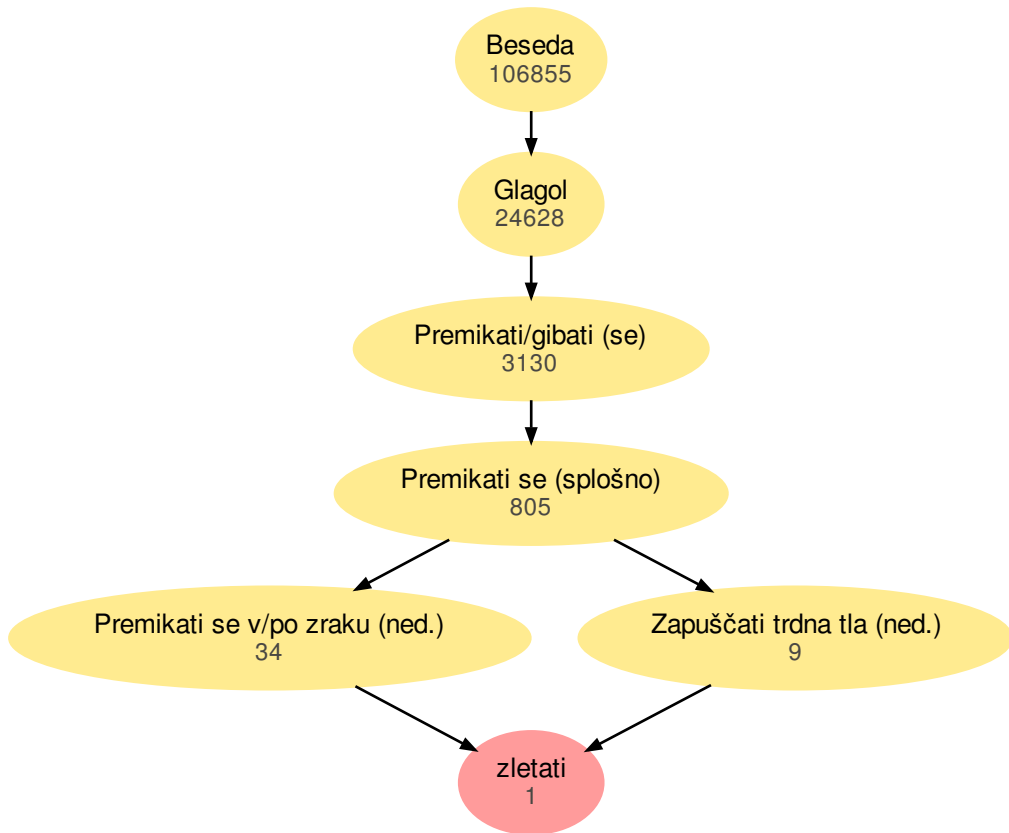 Beseda
106855
Glagol
24628
Premikati/gibati (se)
3130
Premikati se (splošno)
805
Premikati se v/po zraku (ned.)
34
Zapuščati trdna tla (ned.)
9
zletati
1